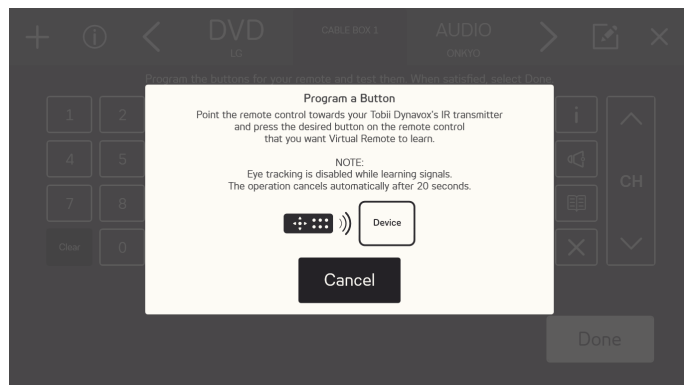 DVD
LG
CABLE BOX 1
AUDIO
ONKYO
Program the buttons for your remote and test them. When satisfied, select Done.
Program a Button
Point the remote control towards your Tobii Dynavox's IR transmitter
and press the desired button on the remote control
that you want Virtual Remote to learn.
NOTE:
Eye tracking is disabled while learning signals.
The operation cancels automatically after 20 seconds.
Device
Cancel
1
2
4
5
7
8
Clear
0
CH
Done